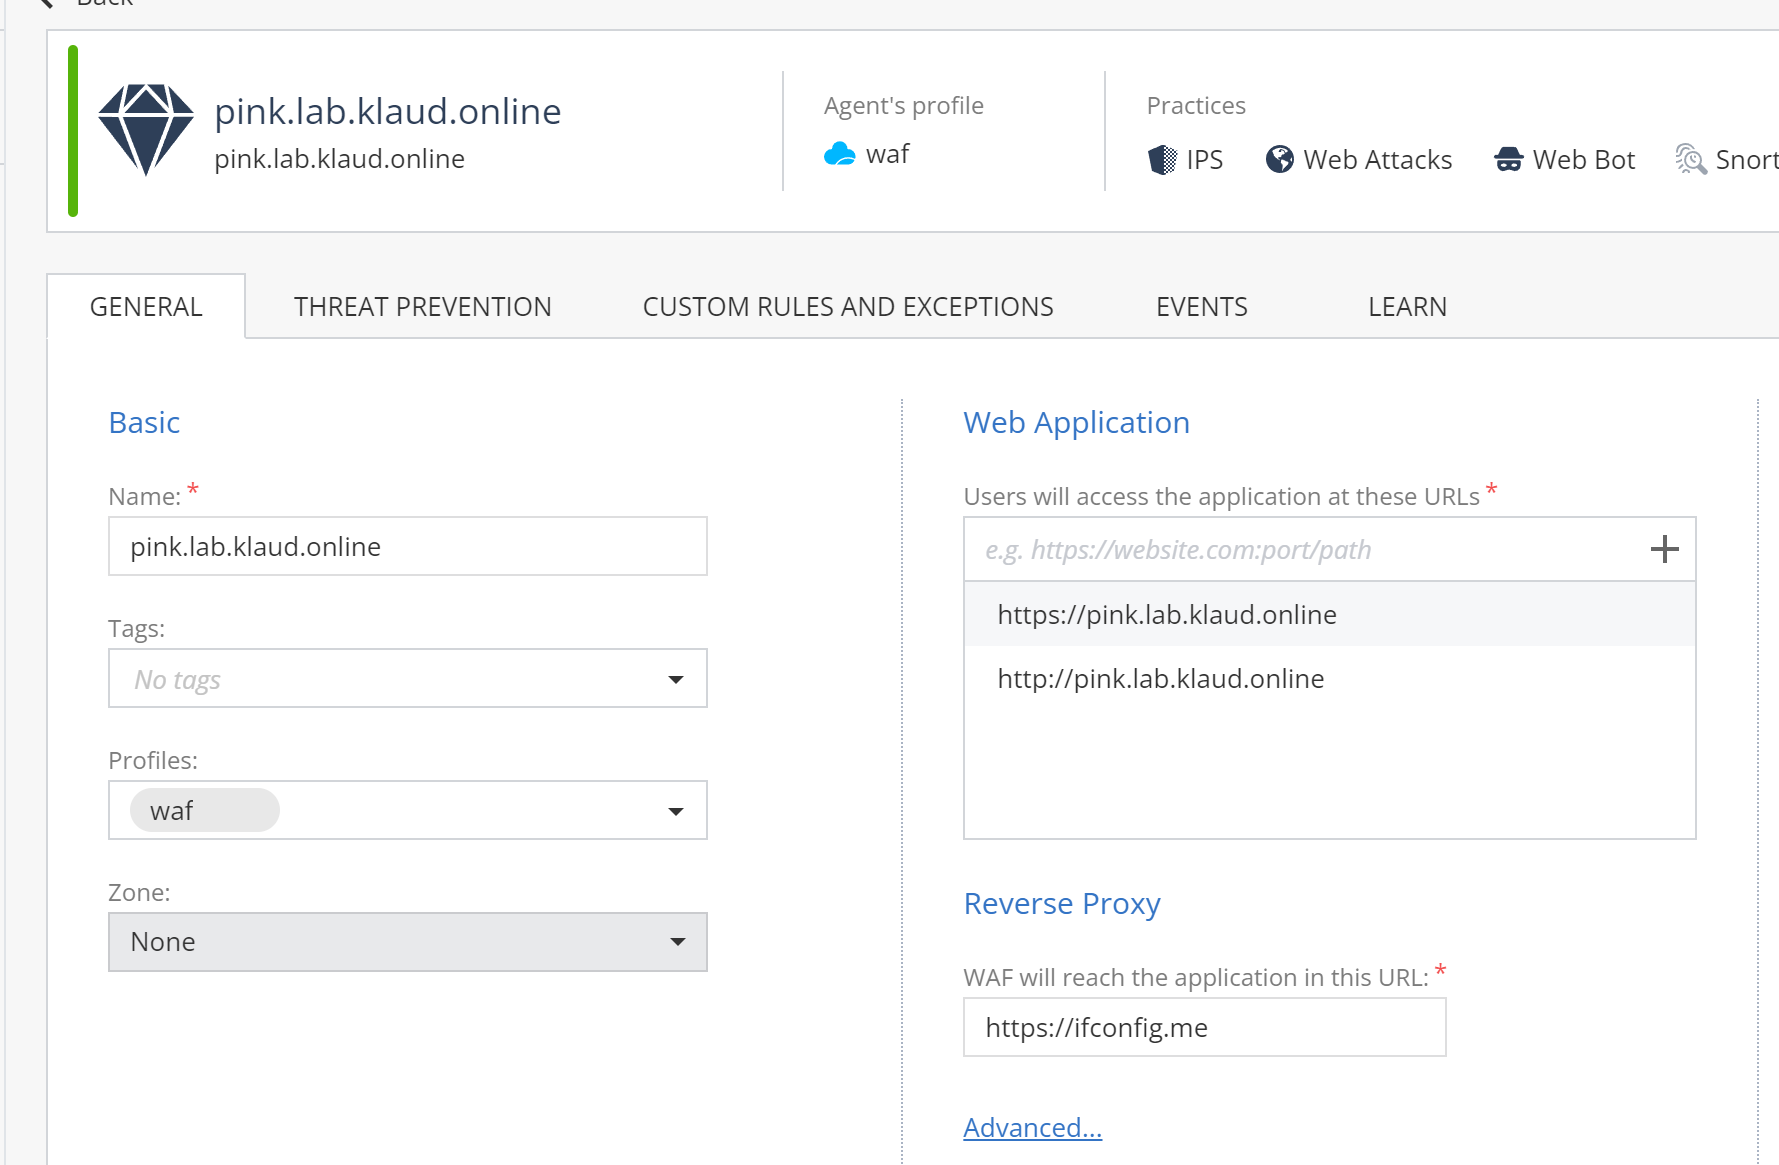 Back
pink.lab.klaud.online
pink.lab.klaud.online
Agent's profile
waf
Practices
IPS
Web Attacks
Web Bot
Snort
GENERAL
THREAT PREVENTION
CUSTOM RULES AND EXCEPTIONS
EVENTS
LEARN
Basic
Name: *
pink.lab.klaud.online
Tags:
No tags
Profiles:
waf
Zone:
None
Web Application
Users will access the application at these URLs *
e.g. https://website.com:port/path
https://pink.lab.klaud.online
http://pink.lab.klaud.online
Reverse Proxy
WAF will reach the application in this URL: *
https://ifconfig.me
Advanced...